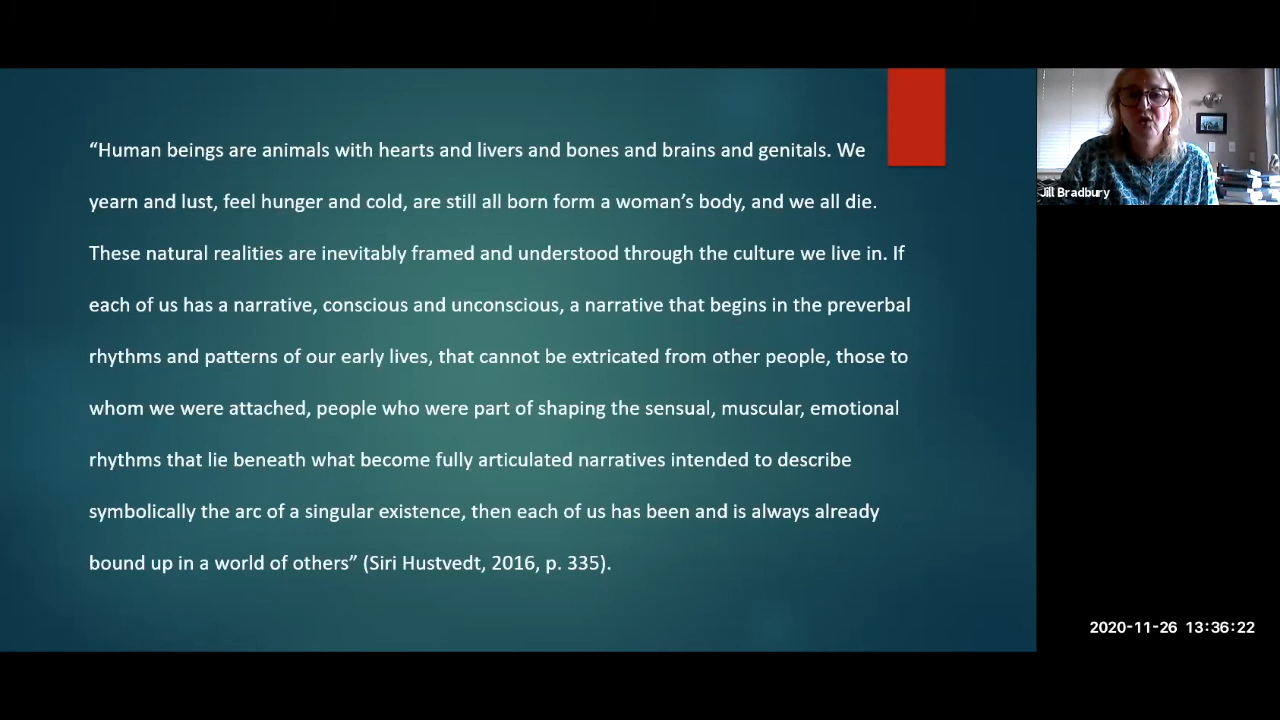 “Human beings are animals with hearts and livers and bones and brains and genitals. We
yearn and lust, feel hunger and cold, are still all born form a woman’s body, and we all die.
These natural realities are inevitably framed and understood through the culture we live in. If
each of us has a narrative, conscious and unconscious, a narrative that begins in the preverbal
rhythms and patterns of our early lives, that cannot be extricated from other people, those to
whom we were attached, people who were part of shaping the sensual, muscular, emotional
rhythms that lie beneath what become fully articulated narratives intended to describe
symbolically the arc of a singular existence, then each of us has been and is always already
bound up in a world of others” (Siri Hustvedt, 2016, p. 335).
Jill Bradbury
2020-11-26 13:36:22